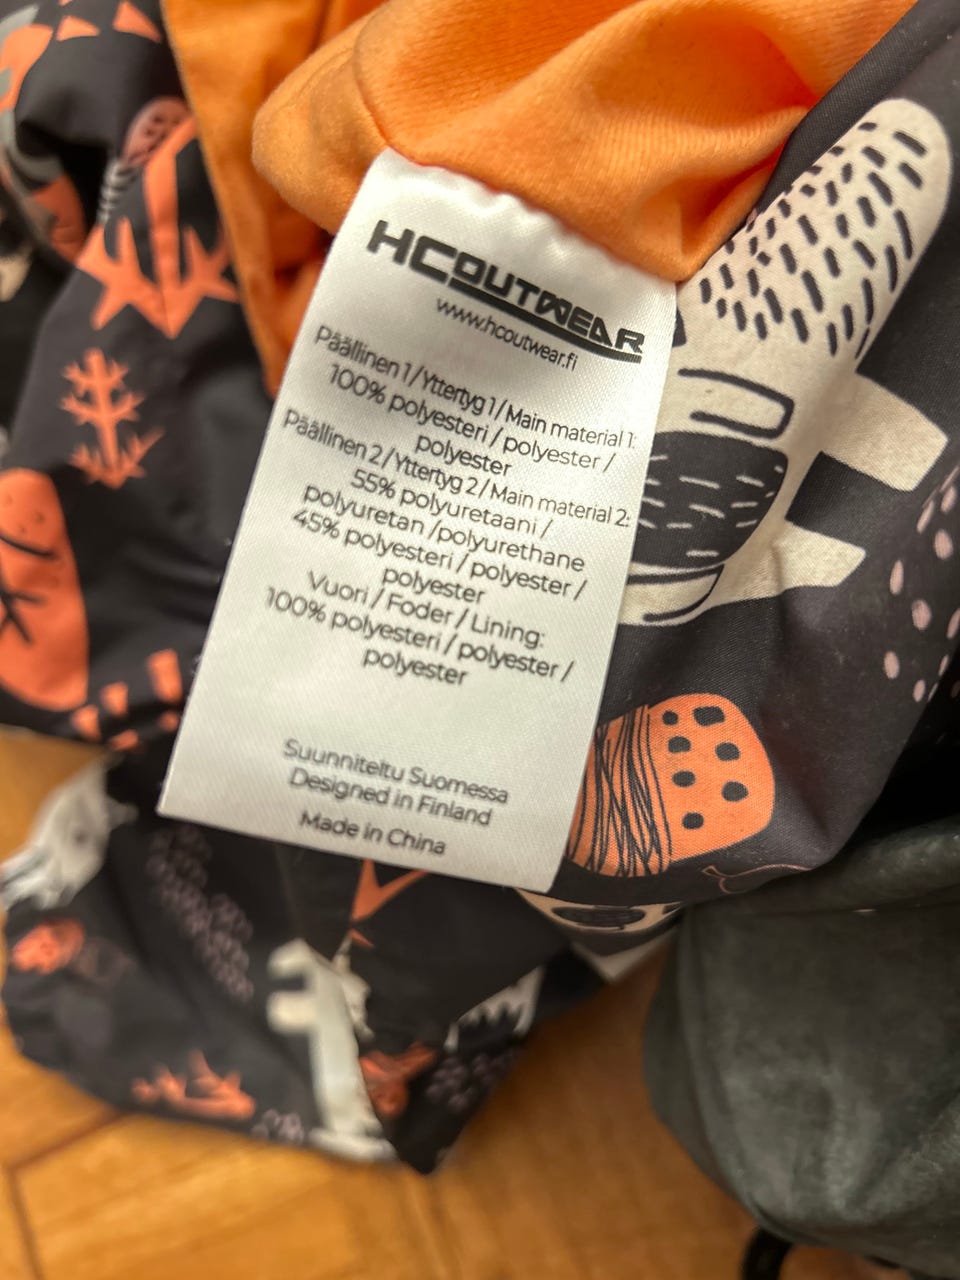 HCOUTWEAR
www.hcoutwear.fi
Päällinen 1/Yttertyg 1/Main material 1:
100% polyesteri / polyester /
polyester
Päällinen 2/Yttertyg 2/Main material 2:
55% polyuretaani /
polyuretan /polyurethane
45% polyesteri / polyester /
polyester
Vuori / Foder / Lining:
100% polyesteri / polyester /
polyester
Suunniteltu Suomessa
Designed in Finland
Made in China